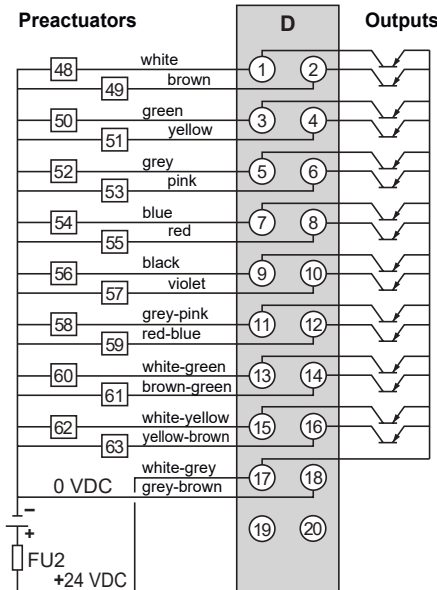 Preactuators D Outputs
48 white 1 2
49 brown
50 green 3 4
51 yellow
52 grey 5 6
53 pink
54 blue 7 8
55 red
56 black 9 10
57 violet
58 grey-pink 11 12
59 red-blue
60 white-green 13 14
61 brown-green
62 white-yellow 15 16
63 yellow-brown
white-grey 17 18
0 VDC grey-brown
–
+ 19 20
FU2
+24 VDC